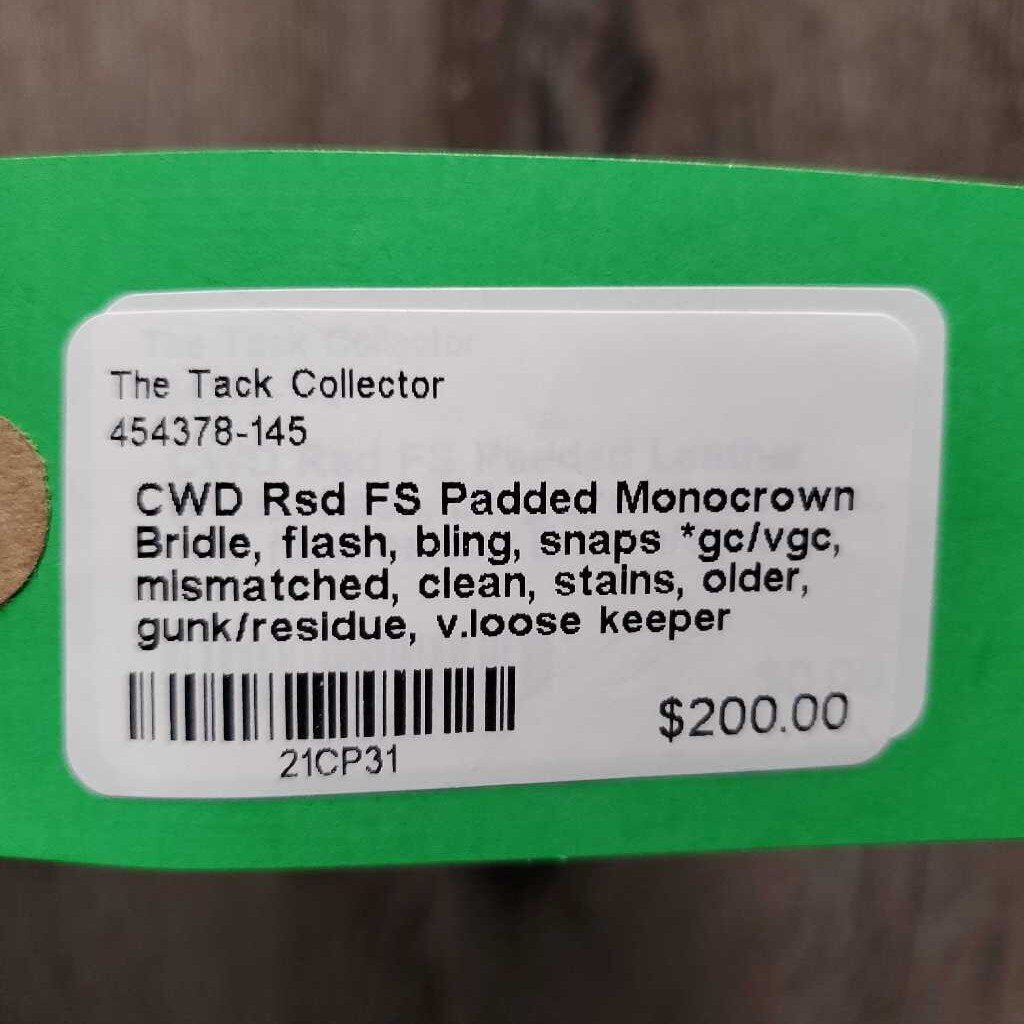 The Tack Collector
454378-145
CWD Rsd FS Padded Monocrown
Bridle, flash, bling, snaps *gc/vgc,
mismatched, clean, stains, older,
gunk/residue, v.loose keeper
21CP31
$200.00